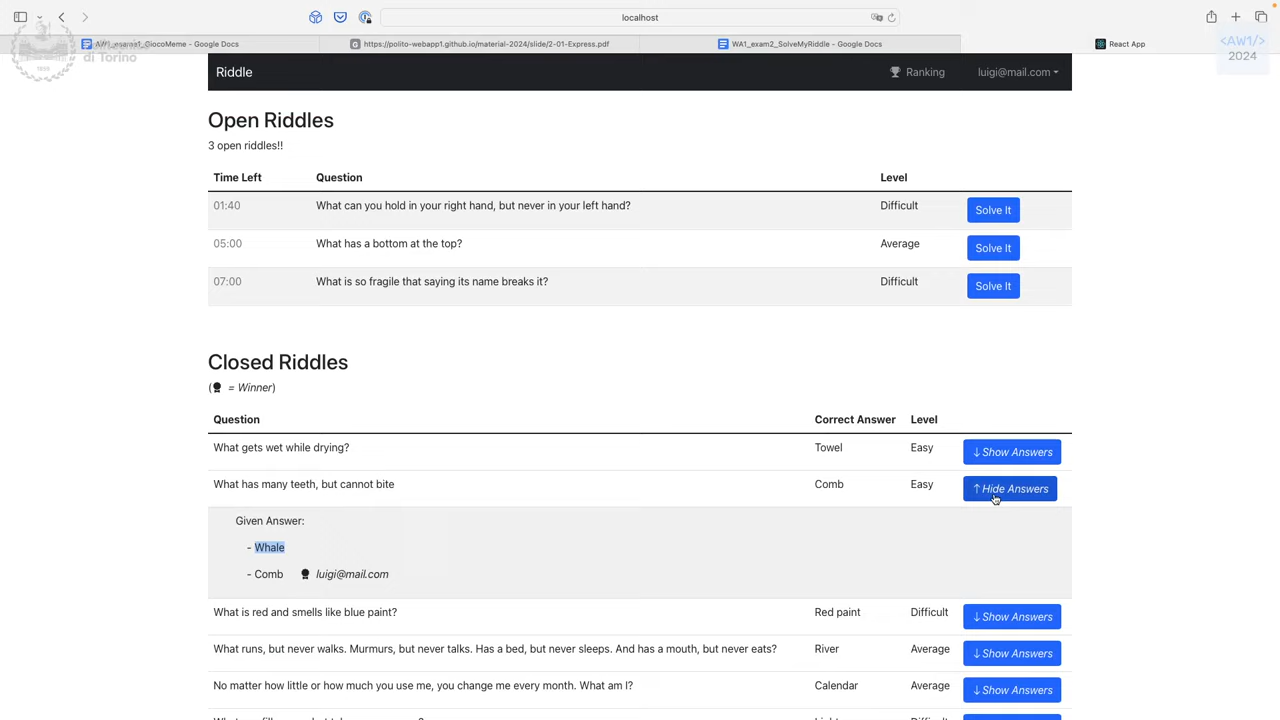 localhost
AW1_esame1_GiocoMeme - Google Docs
https://polito-webapp1.github.io/material-2024/slide/2-01-Express.pdf
WA1_exam2_SolveMyRiddle - Google Docs
React App
di Torino
1859
<AW1/>
2024
Riddle
Ranking
luigi@mail.com
Open Riddles
3 open riddles!!
Time Left Question Level
01:40 What can you hold in your right hand, but never in your left hand? Difficult Solve It
05:00 What has a bottom at the top? Average Solve It
07:00 What is so fragile that saying its name breaks it? Difficult Solve It
Closed Riddles
( = Winner)
Question Correct Answer Level
What gets wet while drying? Towel Easy ↓ Show Answers
What has many teeth, but cannot bite Comb Easy ↑ Hide Answers
Given Answer:
- Whale
- Comb luigi@mail.com
What is red and smells like blue paint? Red paint Difficult ↓ Show Answers
What runs, but never walks. Murmurs, but never talks. Has a bed, but never sleeps. And has a mouth, but never eats? River Average ↓ Show Answers
No matter how little or how much you use me, you change me every month. What am I? Calendar Average ↓ Show Answers